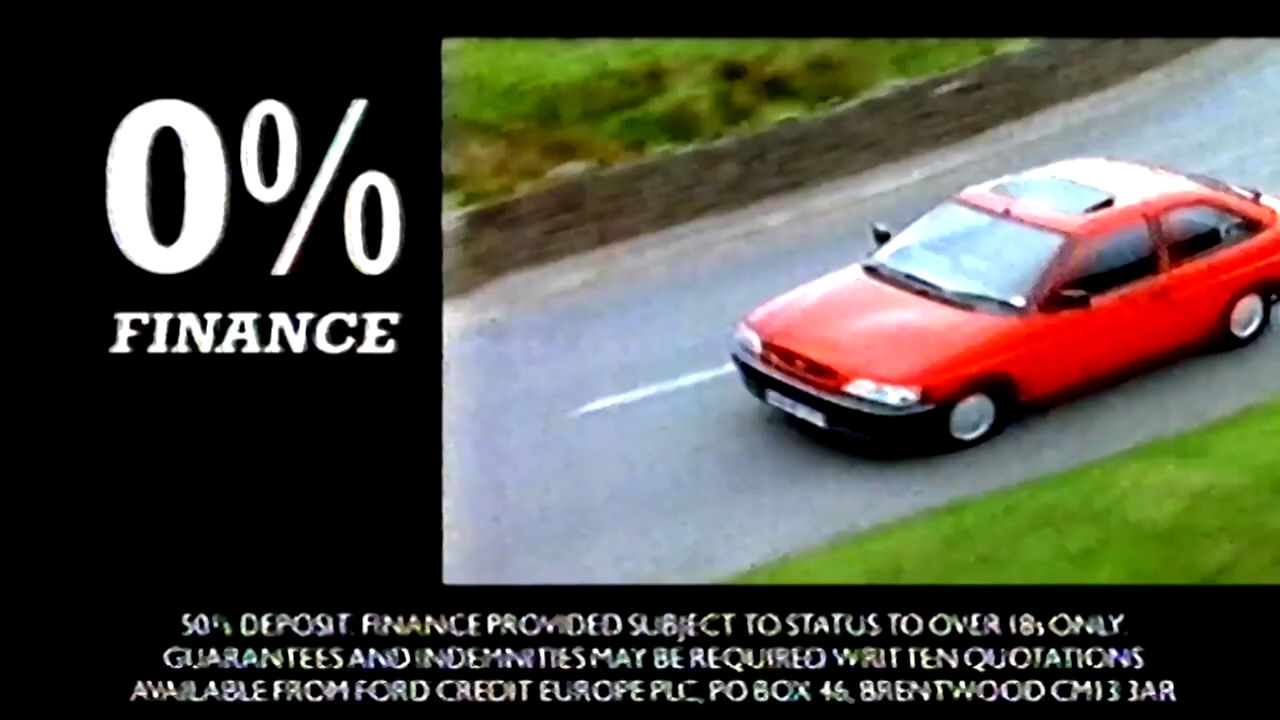 0%
FINANCE
50% DEPOSIT. FINANCE PROVIDED SUBJECT TO STATUS TO OVER 18s ONLY.
GUARANTEES AND INDEMNITIES MAY BE REQUIRED WRITTEN QUOTATIONS
AVAILABLE FROM FORD CREDIT EUROPE PLC, PO BOX 46, BRENTWOOD CM13 3AR